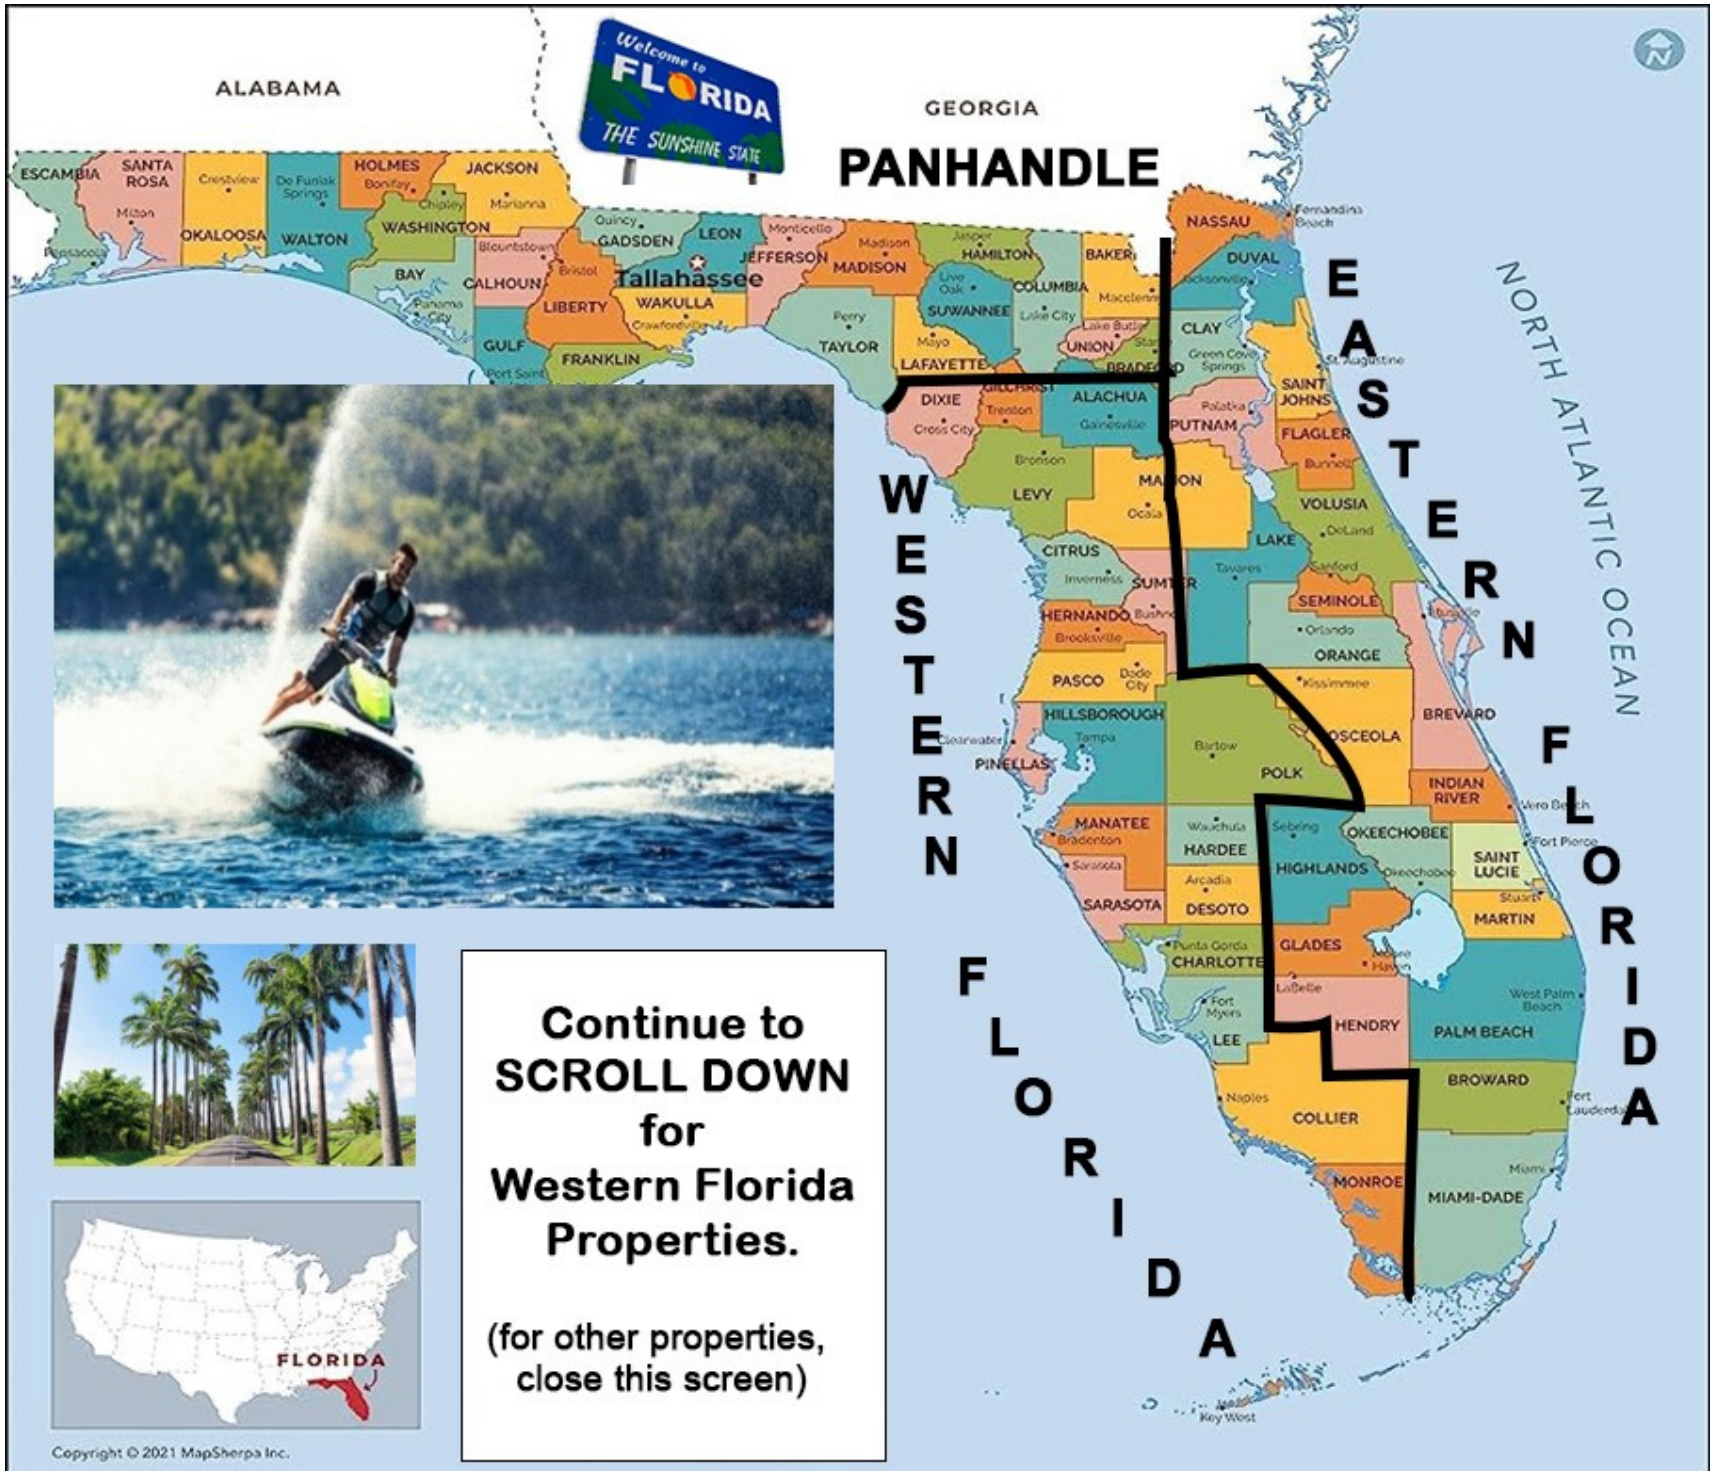 ALABAMA
Welcome to
FLORIDA
THE SUNSHINE STATE
GEORGIA
PANHANDLE
ESCAMBIA
Pensacola
SANTA
ROSA
Milton
Crestview
OKALOOSA
De Funiak
Springs
WALTON
HOLMES
Bonifay
Chipley
WASHINGTON
JACKSON
Marianna
BAY
Panama
City
Blountstown
CALHOUN
GULF
Port Saint
Bristol
LIBERTY
FRANKLIN
Quincy
GADSDEN
LEON
Tallahassee
WAKULLA
Crawfordville
Monticello
JEFFERSON
Madison
MADISON
Perry
TAYLOR
Jasper
HAMILTON
Live
Oak
SUWANNEE
Mayo
LAFAYETTE
COLUMBIA
Lake City
BAKER
Macclenn
Lake Butle
UNION
Star
BRADFORD
NASSAU
Fernandina
Beach
DUVAL
Jacksonville
CLAY
Green Cove
Springs
St. Augustine
SAINT
JOHNS
Palatka
PUTNAM
FLAGLER
Bunnell
DIXIE
Cross City
GILCHRIST
Trenton
ALACHUA
Gainesville
Bronson
LEVY
MARION
Ocala
VOLUSIA
DeLand
CITRUS
Inverness
SUMTER
Bushne
LAKE
Tavares
Sanford
SEMINOLE
HERNANDO
Brooksville
Orlando
ORANGE
Titusville
PASCO
Dade
City
Kissimmee
OSCEOLA
BREVARD
HILLSBOROUGH
Tampa
Clearwater
PINELLAS
Bartow
POLK
INDIAN
RIVER
Vero Beach
MANATEE
Bradenton
Wauchula
HARDEE
Sebring
HIGHLANDS
OKEECHOBEE
Okeechobee
SAINT
LUCIE
Fort Pierce
Sarasota
SARASOTA
Arcadia
DESOTO
Stuart
MARTIN
Punta Gorda
CHARLOTTE
GLADES
Moore
Haven
Fort
Myers
LEE
LaBelle
HENDRY
West Palm
Beach
PALM BEACH
Naples
COLLIER
BROWARD
Fort
Lauderda
MONROE
Miami
MIAMI-DADE
Key West
WESTERN
FLORIDA
EASTERN
FLORIDA
NORTH ATLANTIC OCEAN
N
Continue to
SCROLL DOWN
for
Western Florida
Properties.
(for other properties,
close this screen)
FLORIDA
Copyright © 2021 MapSherpa Inc.